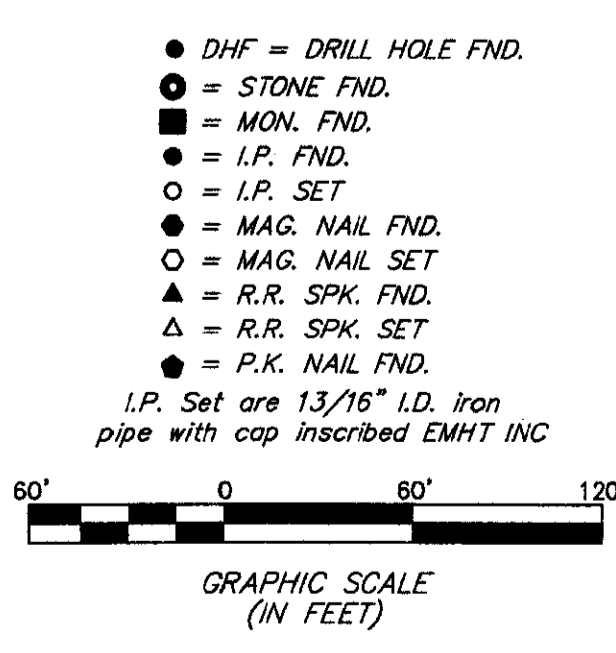 DHF = DRILL HOLE FND.
= STONE FND.
= MON. FND.
= I.P. FND.
= I.P. SET
= MAG. NAIL FND.
= MAG. NAIL SET
= R.R. SPK. FND.
= R.R. SPK. SET
= P.K. NAIL FND.
I.P. Set are 13/16" I.D. iron
pipe with cap inscribed EMHT INC
60' 0 60' 120
GRAPHIC SCALE
(IN FEET)